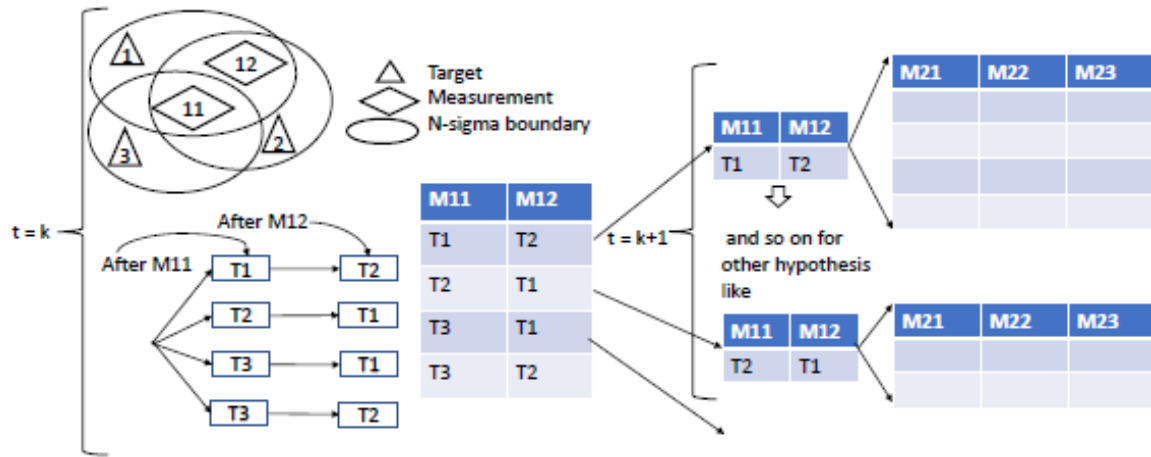 1
12
11
3
2
Target
Measurement
N-sigma boundary
t = k
After M12
After M11
T1 T2
T2 T1
T3 T1
T3 T2
M11 M12
T1 T2
T2 T1
T3 T1
T3 T2
t = k+1
M11 M12
T1 T2
and so on for
other hypothesis
like
M11 M12
T2 T1
M21 M22 M23
M21 M22 M23